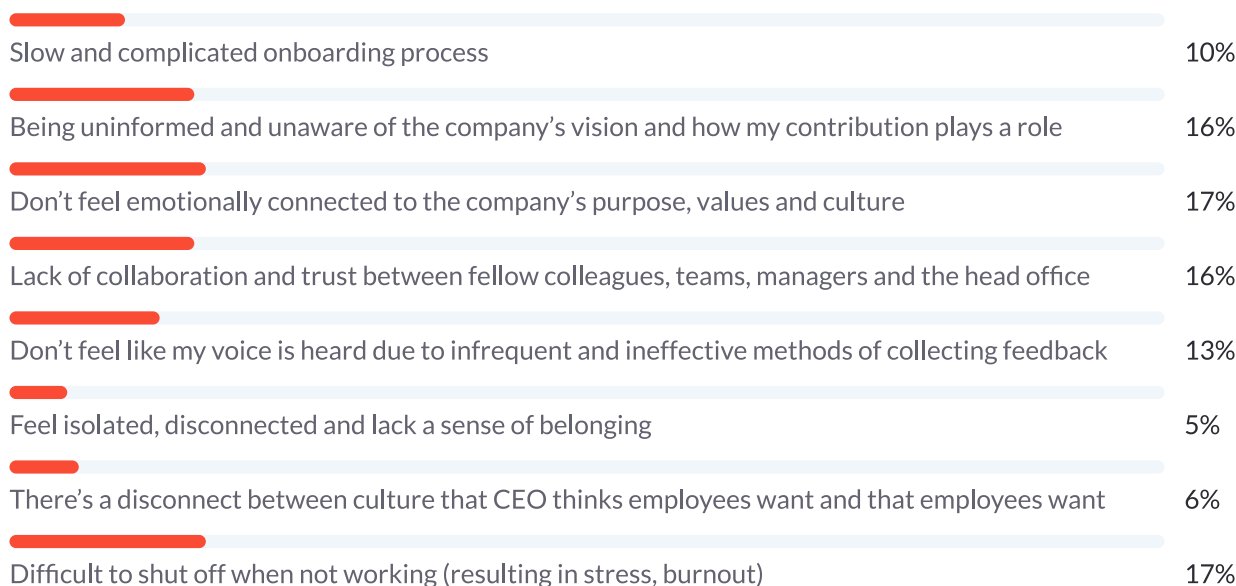 Slow and complicated onboarding process 10%
Being uninformed and unaware of the company’s vision and how my contribution plays a role 16%
Don’t feel emotionally connected to the company’s purpose, values and culture 17%
Lack of collaboration and trust between fellow colleagues, teams, managers and the head office 16%
Don’t feel like my voice is heard due to infrequent and ineffective methods of collecting feedback 13%
Feel isolated, disconnected and lack a sense of belonging 5%
There’s a disconnect between culture that CEO thinks employees want and that employees want 6%
Difficult to shut off when not working (resulting in stress, burnout) 17%